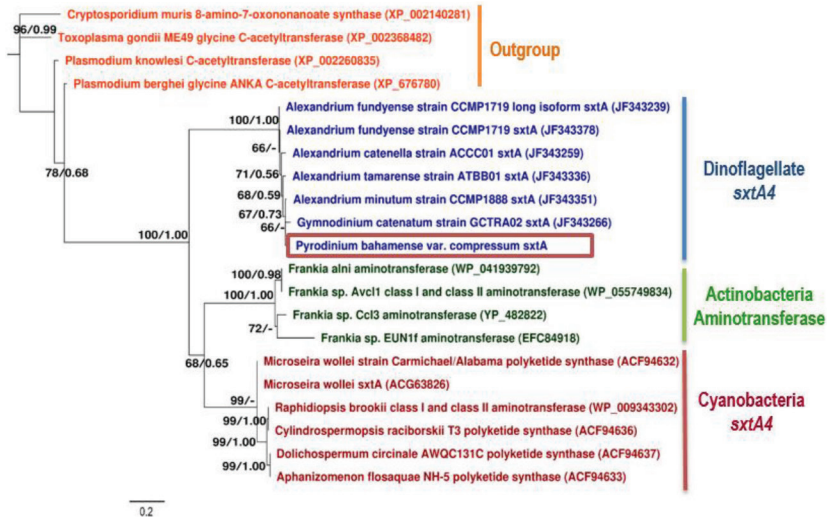 Cryptosporidium muris 8-amino-7-oxononanoate synthase (XP_002140281)
96/0.99
Toxoplasma gondii ME49 glycine C-acetyltransferase (XP_002368482)
Outgroup
Plasmodium knowlesi C-acetyltransferase (XP_002260835)
Plasmodium berghei glycine ANKA C-acetyltransferase (XP_676780)
Alexandrium fundyense strain CCMP1719 long isoform sxtA (JF343239)
100/1.00
Alexandrium fundyense strain CCMP1719 sxtA (JF343378)
66/-
Alexandrium catenella strain ACCC01 sxtA (JF343259)
78/0.68
71/0.56
Alexandrium tamarense strain ATBB01 sxtA (JF343336)
Dinoflagellate
sxtA4
68/0.59
Alexandrium minutum strain CCMP1888 sxtA (JF343351)
67/0.73
Gymnodinium catenatum strain GCTRA02 sxtA (JF343266)
66/-
100/1.00
Pyrodinium bahamense var. compressum sxtA
Frankia alni aminotransferase (WP_041939792)
100/0.98
Frankia sp. Avcl1 class I and class II aminotransferase (WP_055749834)
100/1.00
Actinobacteria
Aminotransferase
Frankia sp. CcI3 aminotransferase (YP_482822)
72/-
Frankia sp. EUN1f aminotransferase (EFC84918)
68/0.65
Microseira wollei strain Carmichael/Alabama polyketide synthase (ACF94632)
Microseira wollei sxtA (ACG63826)
99/-
Raphidiopsis brookii class I and class II aminotransferase (WP_009343302)
Cyanobacteria
sxtA4
99/1.00
Cylindrospermopsis raciborskii T3 polyketide synthase (ACF94636)
99/1.00
Dolichospermum circinale AWQC131C polyketide synthase (ACF94637)
99/1.00
Aphanizomenon flosaquae NH-5 polyketide synthase (ACF94633)
0.2